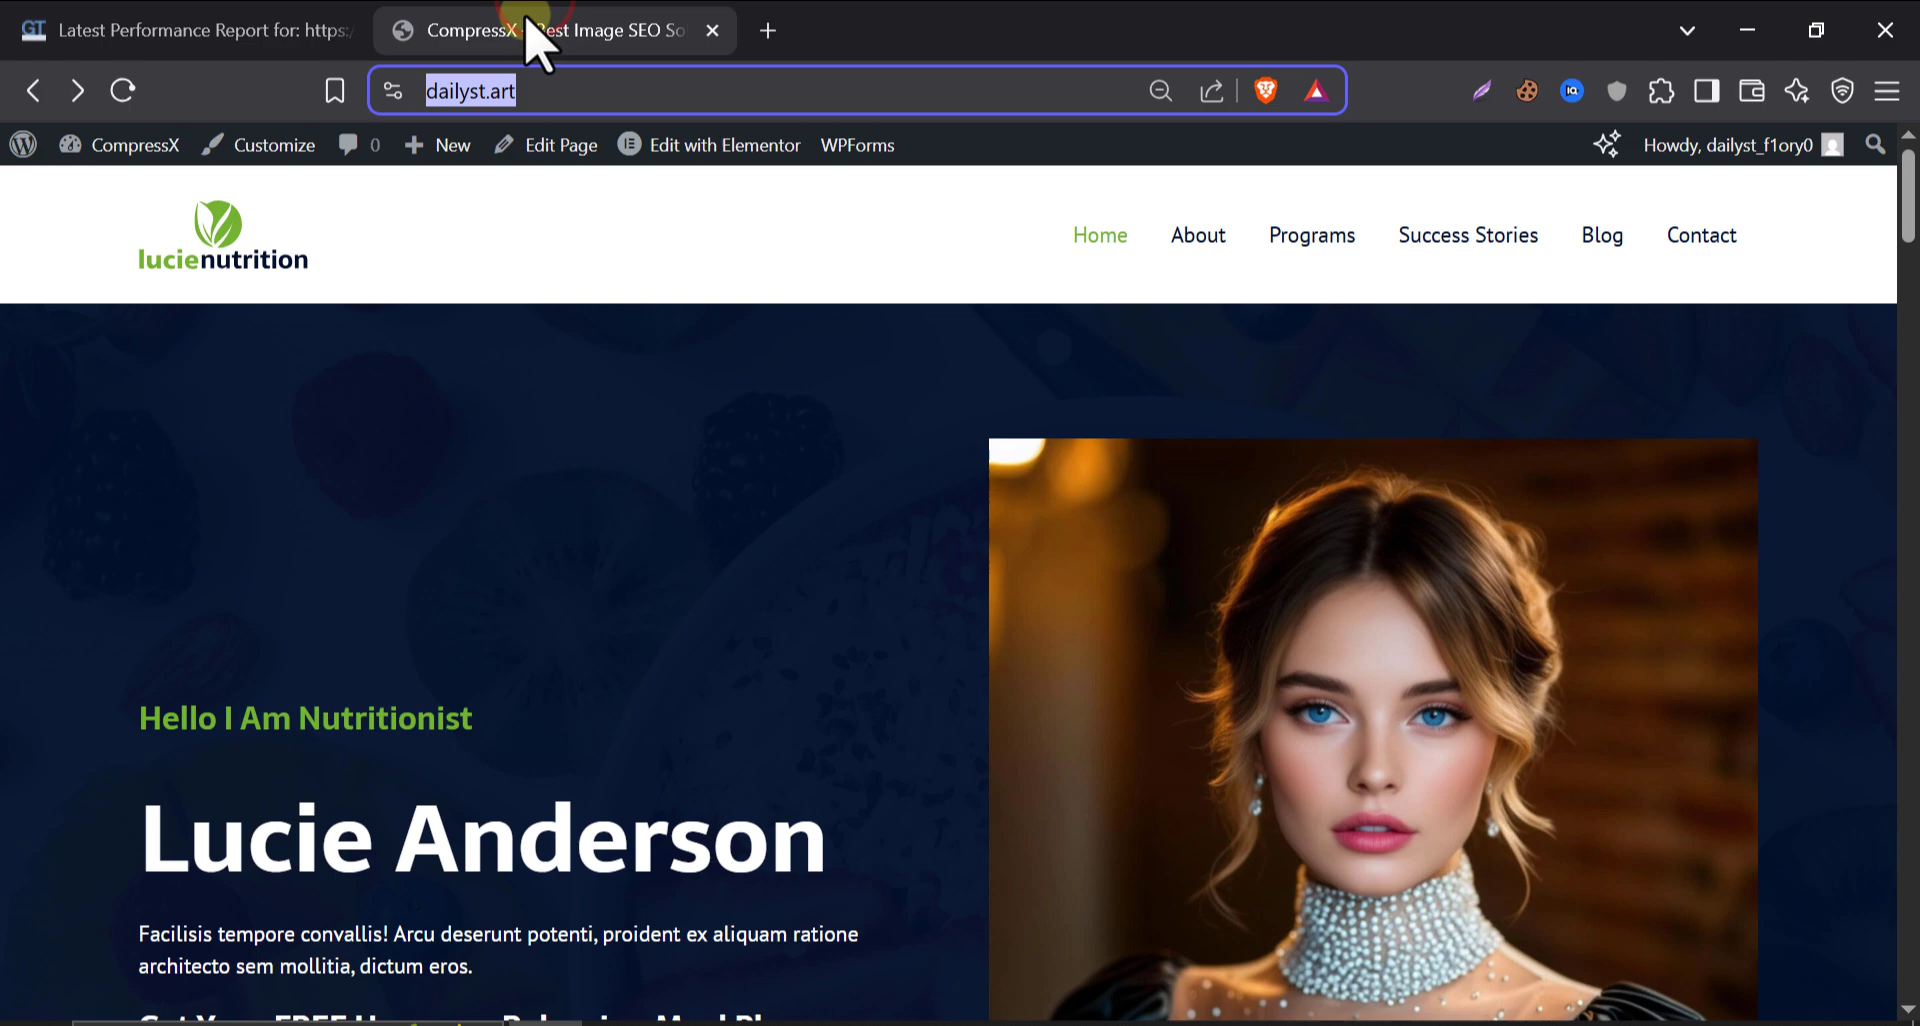 Latest Performance Report for: https:/
CompressX - Best Image SEO So
dailyst.art
CompressX
Customize
0
New
Edit Page
Edit with Elementor
WPForms
Howdy, dailyst_f1ory0
lucienutrition
Home
About
Programs
Success Stories
Blog
Contact
Hello I Am Nutritionist
Lucie Anderson
Facilisis tempore convallis! Arcu deserunt potenti, proident ex aliquam ratione
architecto sem mollitia, dictum eros.